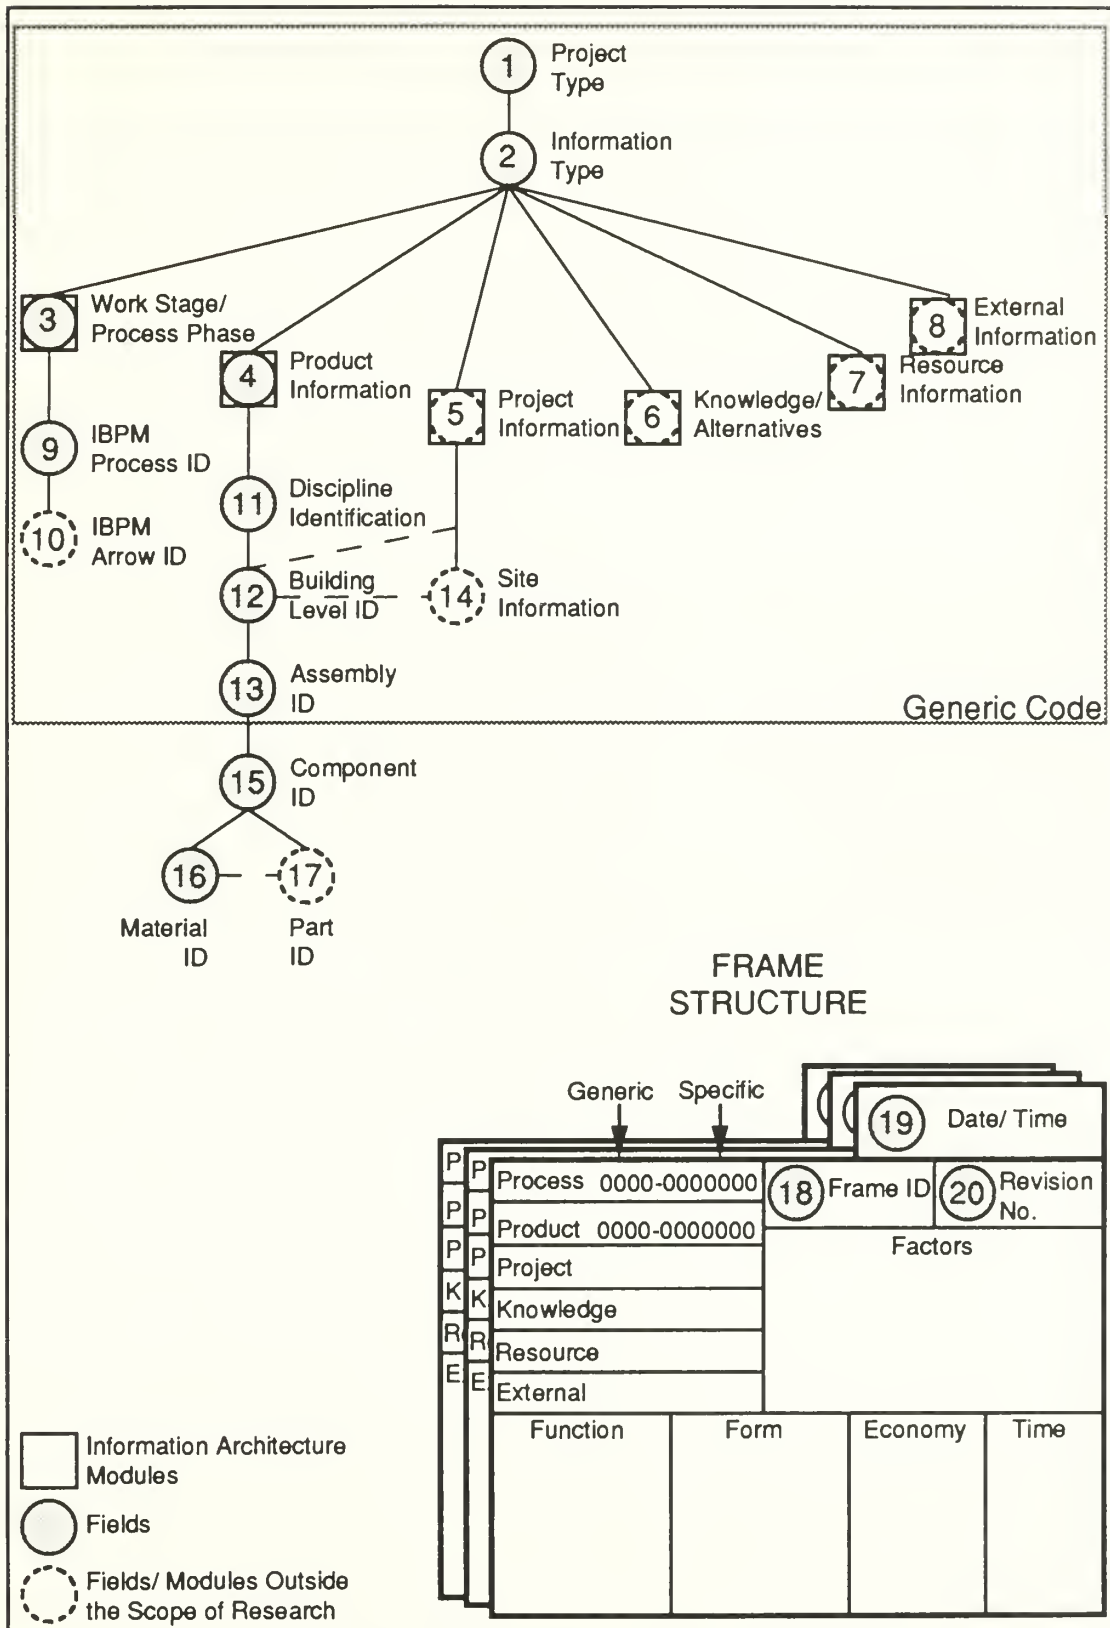 1 Project
Type
2 Information
Type
3 Work Stage/
Process Phase
4 Product
Information
5 Project
Information
6 Knowledge/
Alternatives
7 Resource
Information
8 External
Information
9 IBPM
Process ID
10 IBPM
Arrow ID
11 Discipline
Identification
12 Building
Level ID
14 Site
Information
13 Assembly
ID
Generic Code
15 Component
ID
16
17
Material
ID
Part
ID
FRAME
STRUCTURE
Generic Specific
19 Date/ Time
P P Process 0000-0000000
18 Frame ID
20 Revision
No.
P P Product 0000-0000000
Factors
P P Project
K K Knowledge
R R Resource
E E External
Function Form Economy Time
Information Architecture
Modules
Fields
Fields/ Modules Outside
the Scope of Research